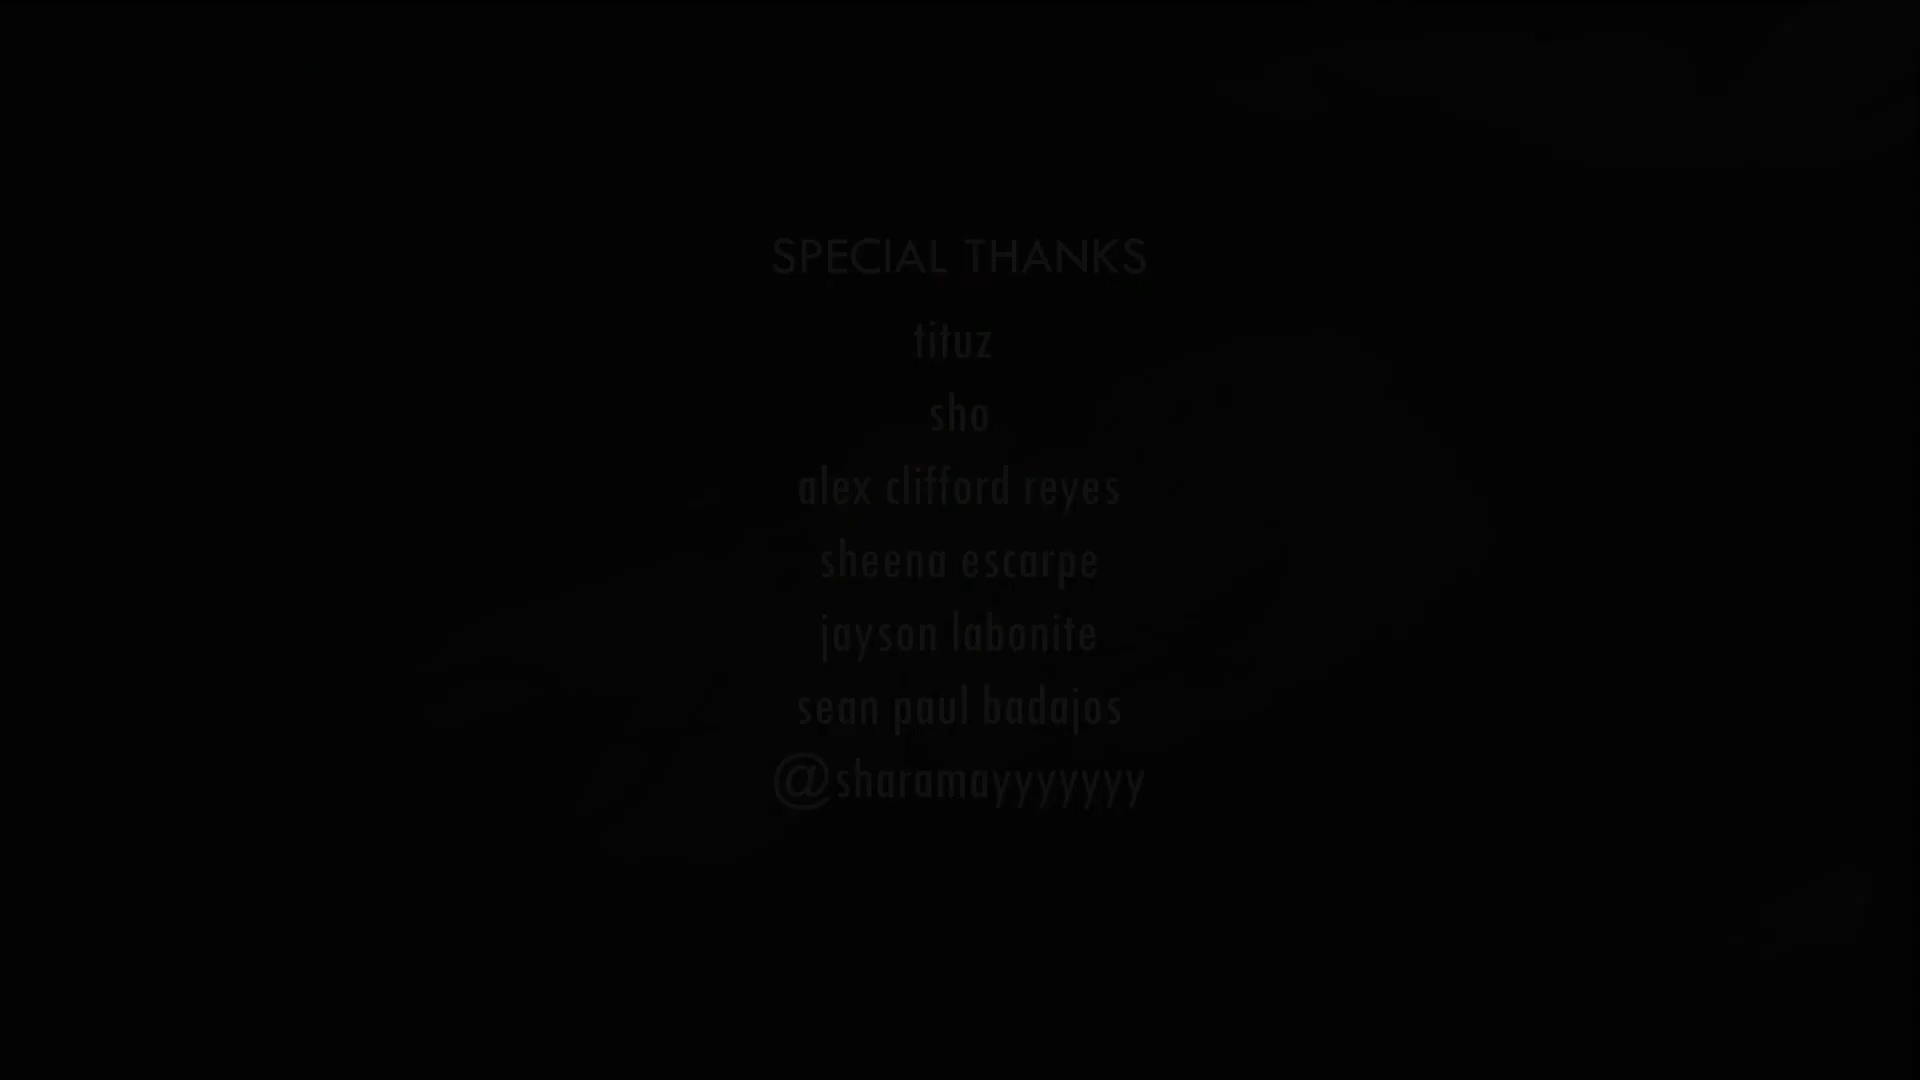 SPECIAL THANKS
tituz
sho
alex clifford reyes
sheena escarpe
jayson labonite
sean paul badajos
@sharamayyyyyyy